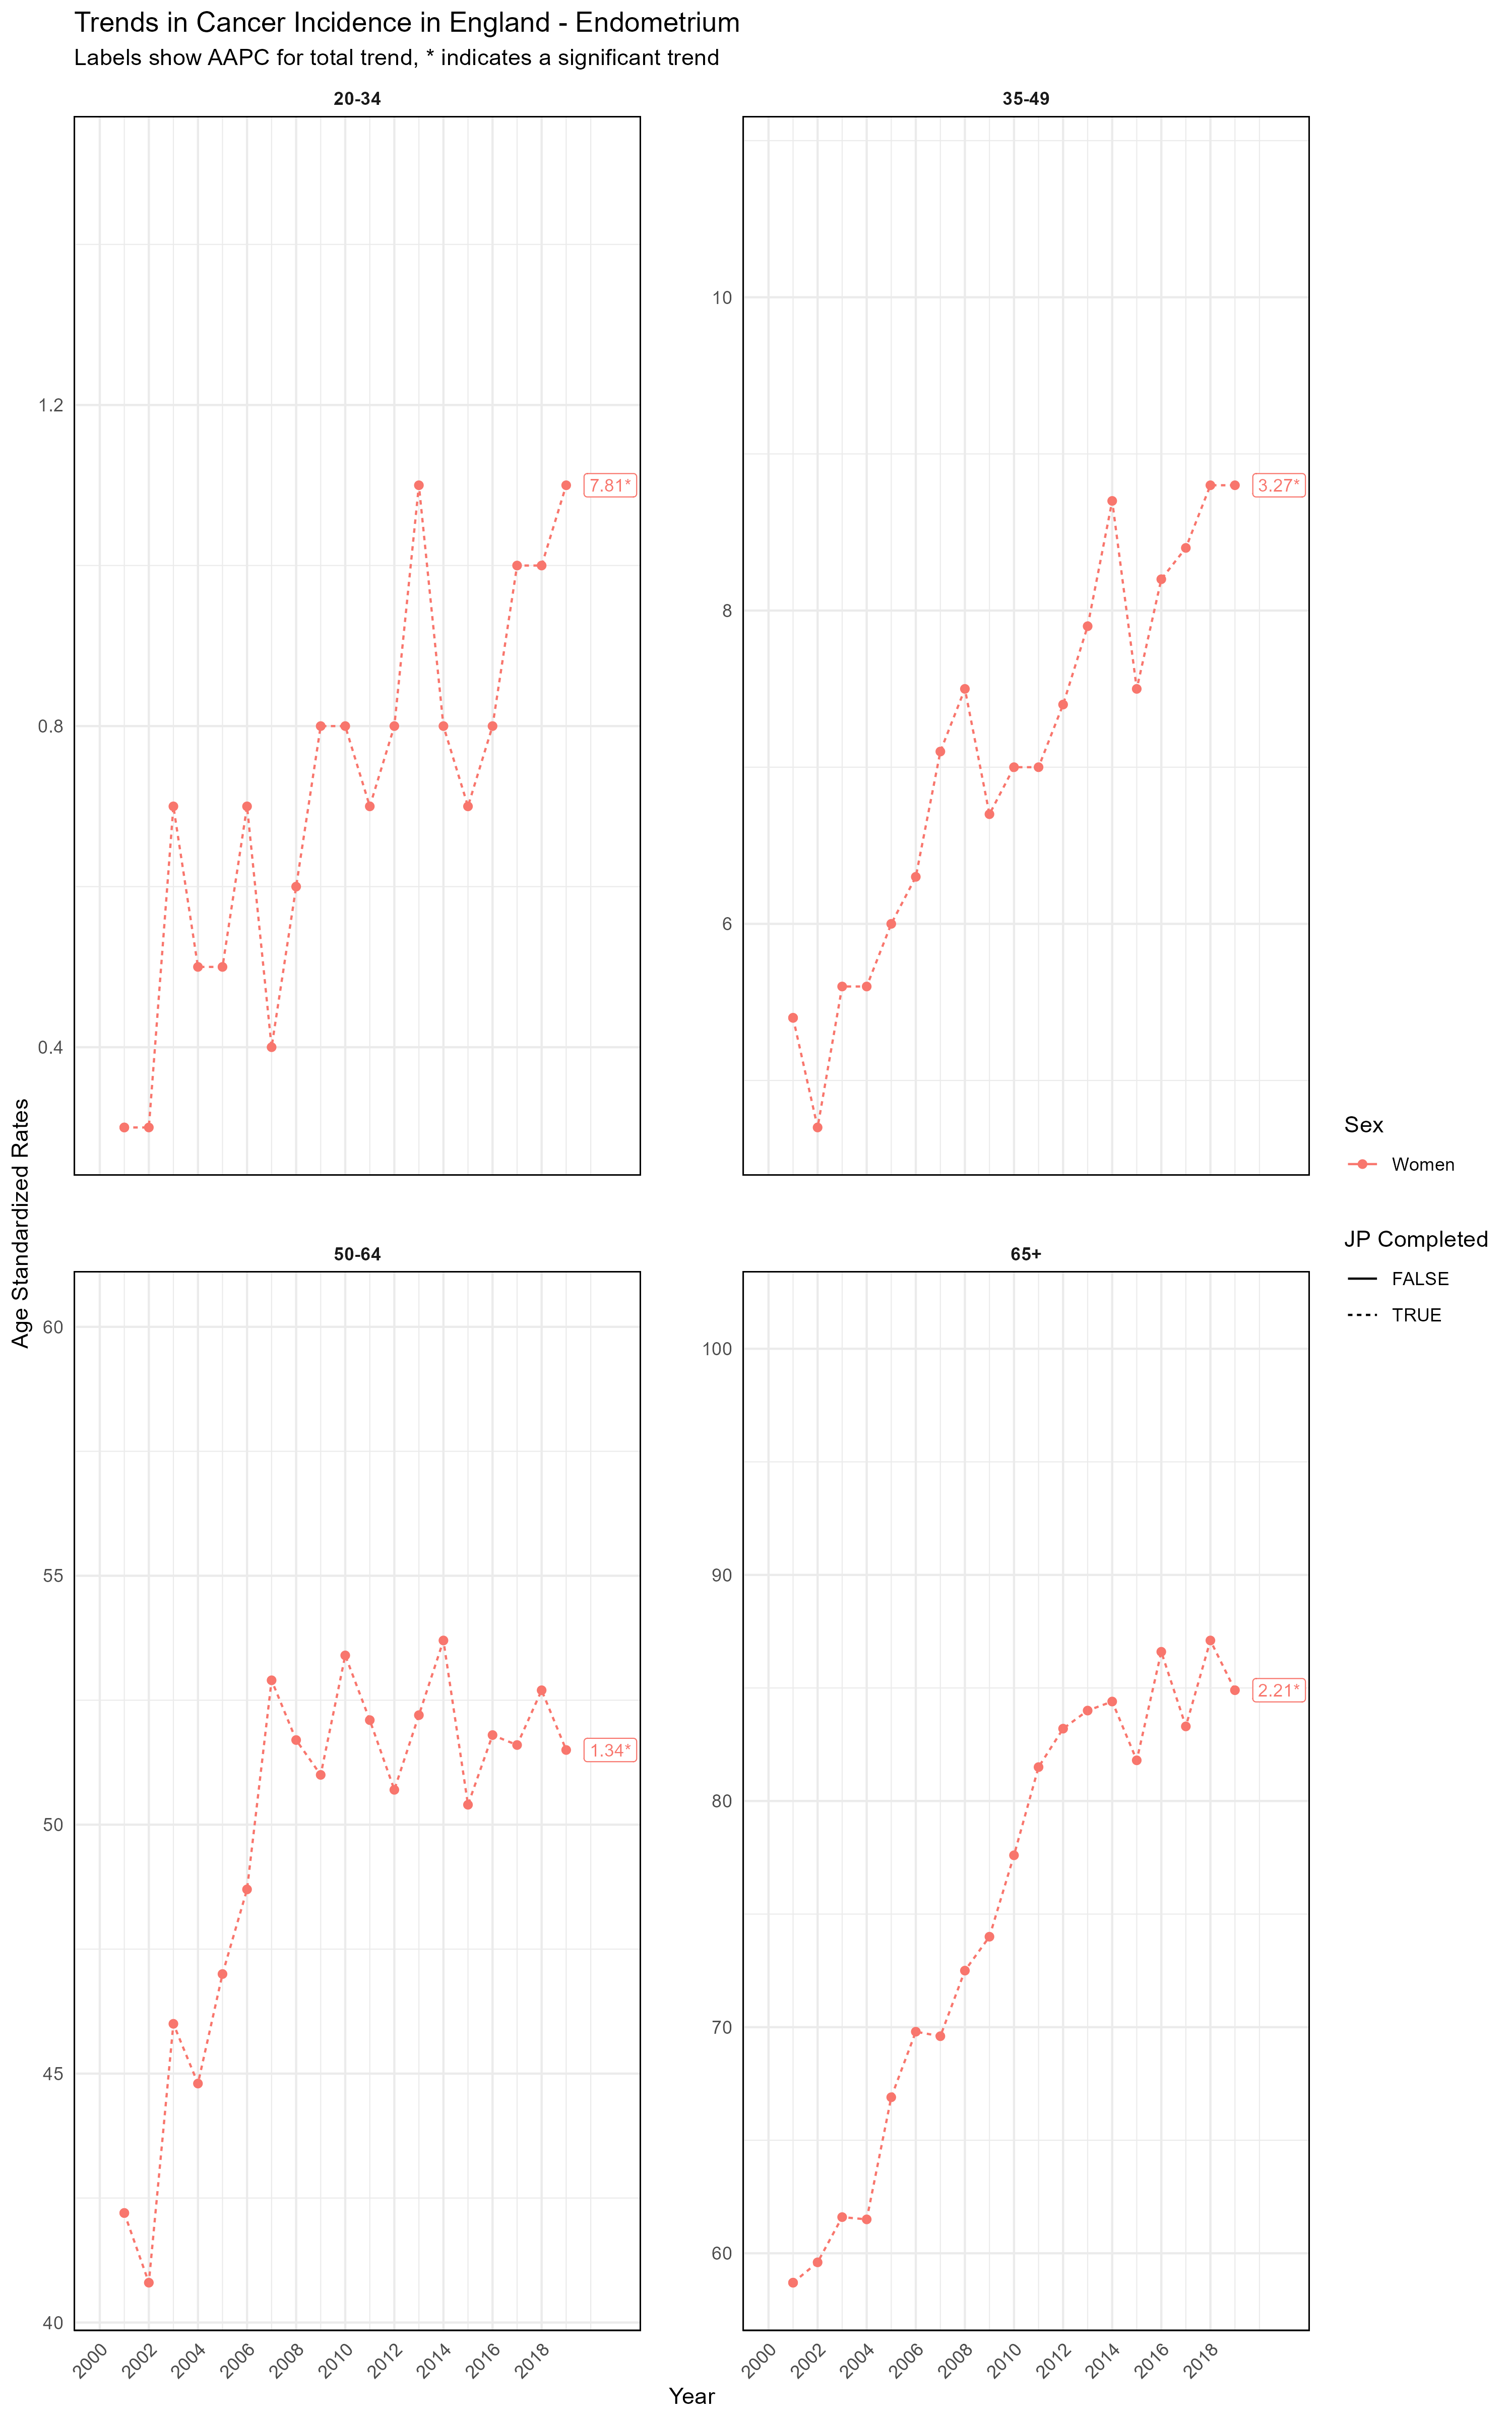 Trends in Cancer Incidence in England - Endometrium
Labels show AAPC for total trend, * indicates a significant trend
20-34
35-49
1.2
0.8
0.4
7.81*
10
8
6
3.27*
Age Standardized Rates
50-64
65+
60
55
50
45
40
1.34*
100
90
80
70
60
2.21*
2000 2002 2004 2006 2008 2010 2012 2014 2016 2018
2000 2002 2004 2006 2008 2010 2012 2014 2016 2018
Year
Sex
Women
JP Completed
FALSE
TRUE